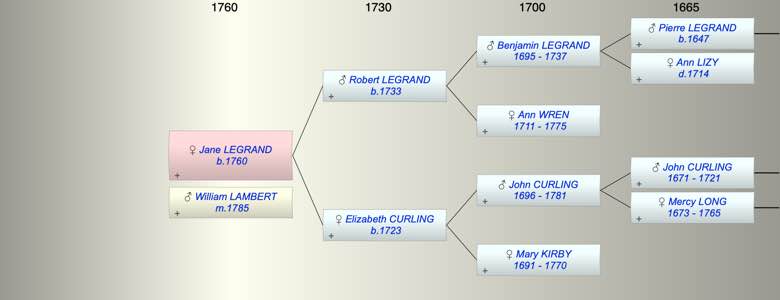 1760 1730 1700 1665
♂ Pierre LEGRAND
b.1647
+
♂ Benjamin LEGRAND
1695 - 1737
+
♀ Ann LIZY
d.1714
+
♂ Robert LEGRAND
b.1733
+
♀ Ann WREN
1711 - 1775
+
♀ Jane LEGRAND
b.1760
+
♂ William LAMBERT
m.1785
+
♂ John CURLING
1671 - 1721
+
♂ John CURLING
1696 - 1781
+
♀ Mercy LONG
1673 - 1765
+
♀ Elizabeth CURLING
b.1723
+
♀ Mary KIRBY
1691 - 1770
+